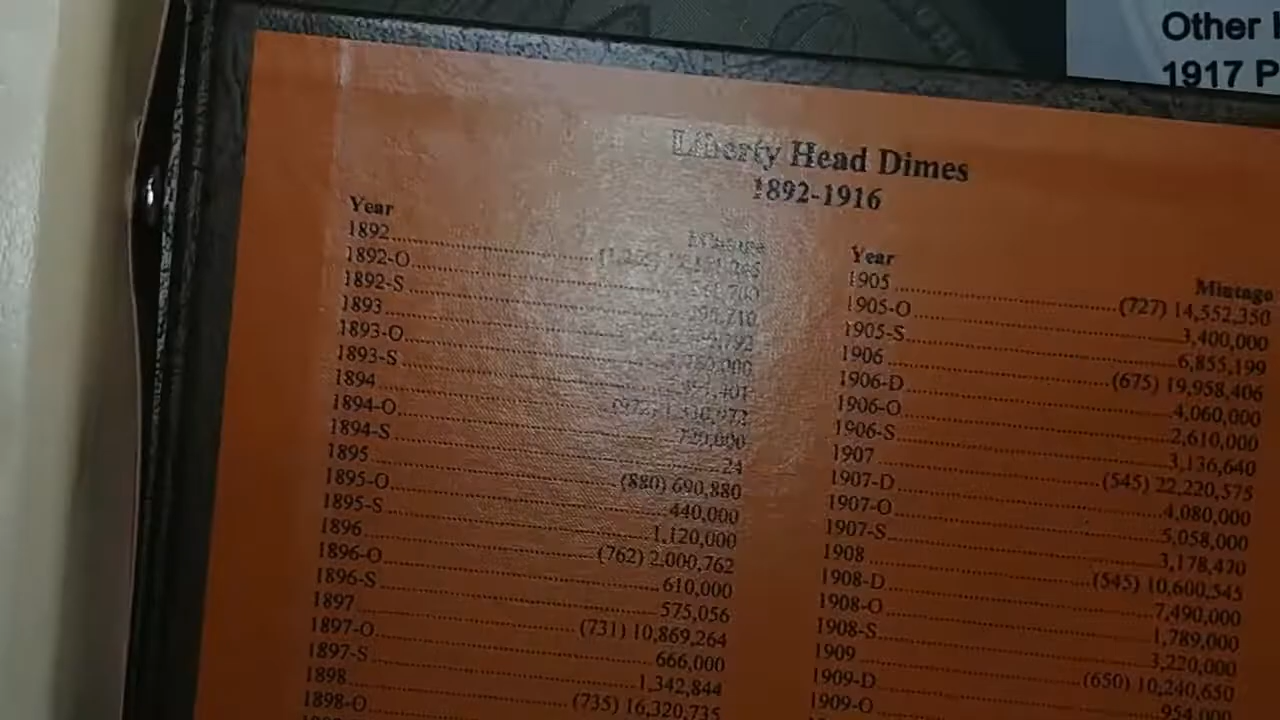 Other
1917 P
Liberty Head Dimes
1892-1916
Year Mintage
1892
1892-O
1892-S
1893
1893-O
1893-S
1894
1894-O
1894-S 24
1895 (880) 690,880
1895-O 440,000
1895-S 1,120,000
1896 (762) 2,000,762
1896-O 610,000
1896-S 575,056
1897 (731) 10,869,264
1897-O 666,000
1897-S 1,342,844
1898 (735) 16,320,735
1898-O
Year Mintage
1905 (727) 14,552,350
1905-O 3,400,000
1905-S 6,855,199
1906 (675) 19,958,406
1906-D 4,060,000
1906-O 2,610,000
1906-S 3,136,640
1907 (545) 22,220,575
1907-D 4,080,000
1907-O 5,058,000
1907-S 3,178,470
1908 (545) 10,600,545
1908-D 7,490,000
1908-O 1,789,000
1908-S 3,220,000
1909 (650) 10,240,650
1909-D 954,000
1909-O